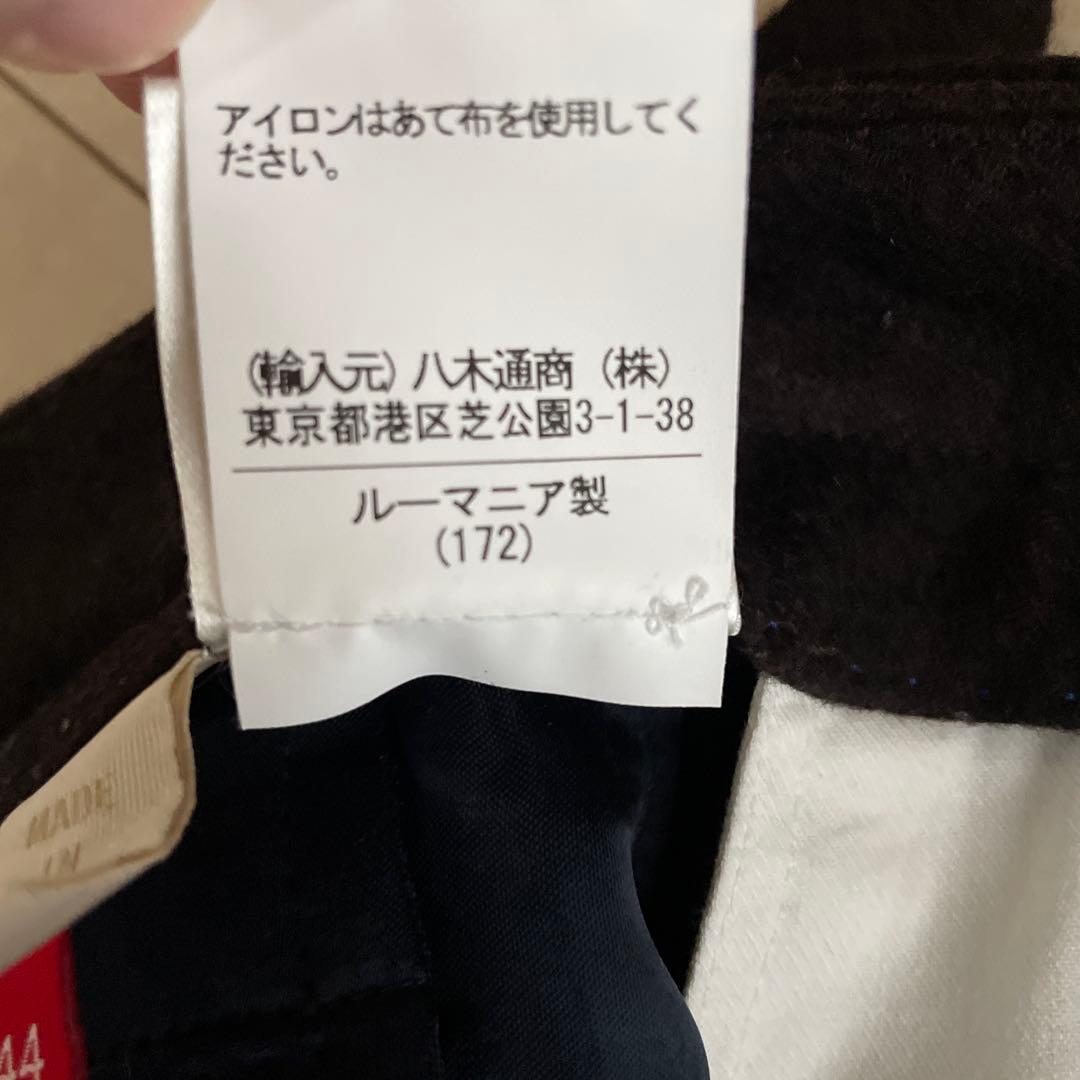 アイロンはあて布を使用してく
ださい。
(輸入元) 八木通商 (株)
東京都港区芝公園3-1-38
ルーマニア製
(172)
MADE
IN
44